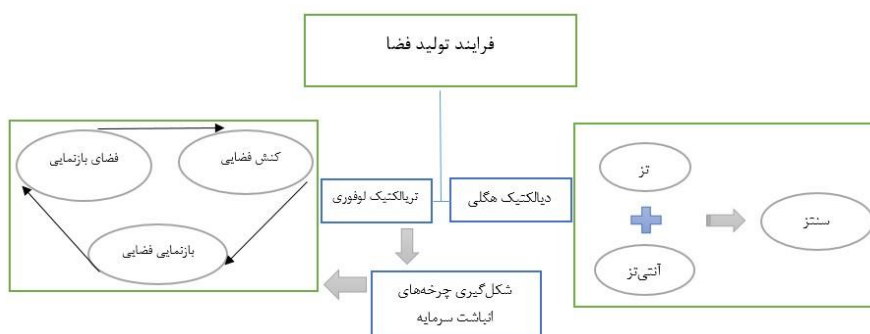 فرایند تولید فضا
تز
سنتز
آنتی‌تز
دیالکتیک هگلی
تریالکتیک لوفوری
شکل‌گیری چرخه‌های
انباشت سرمایه
کنش فضایی
فضای بازنمایی
بازنمایی فضایی